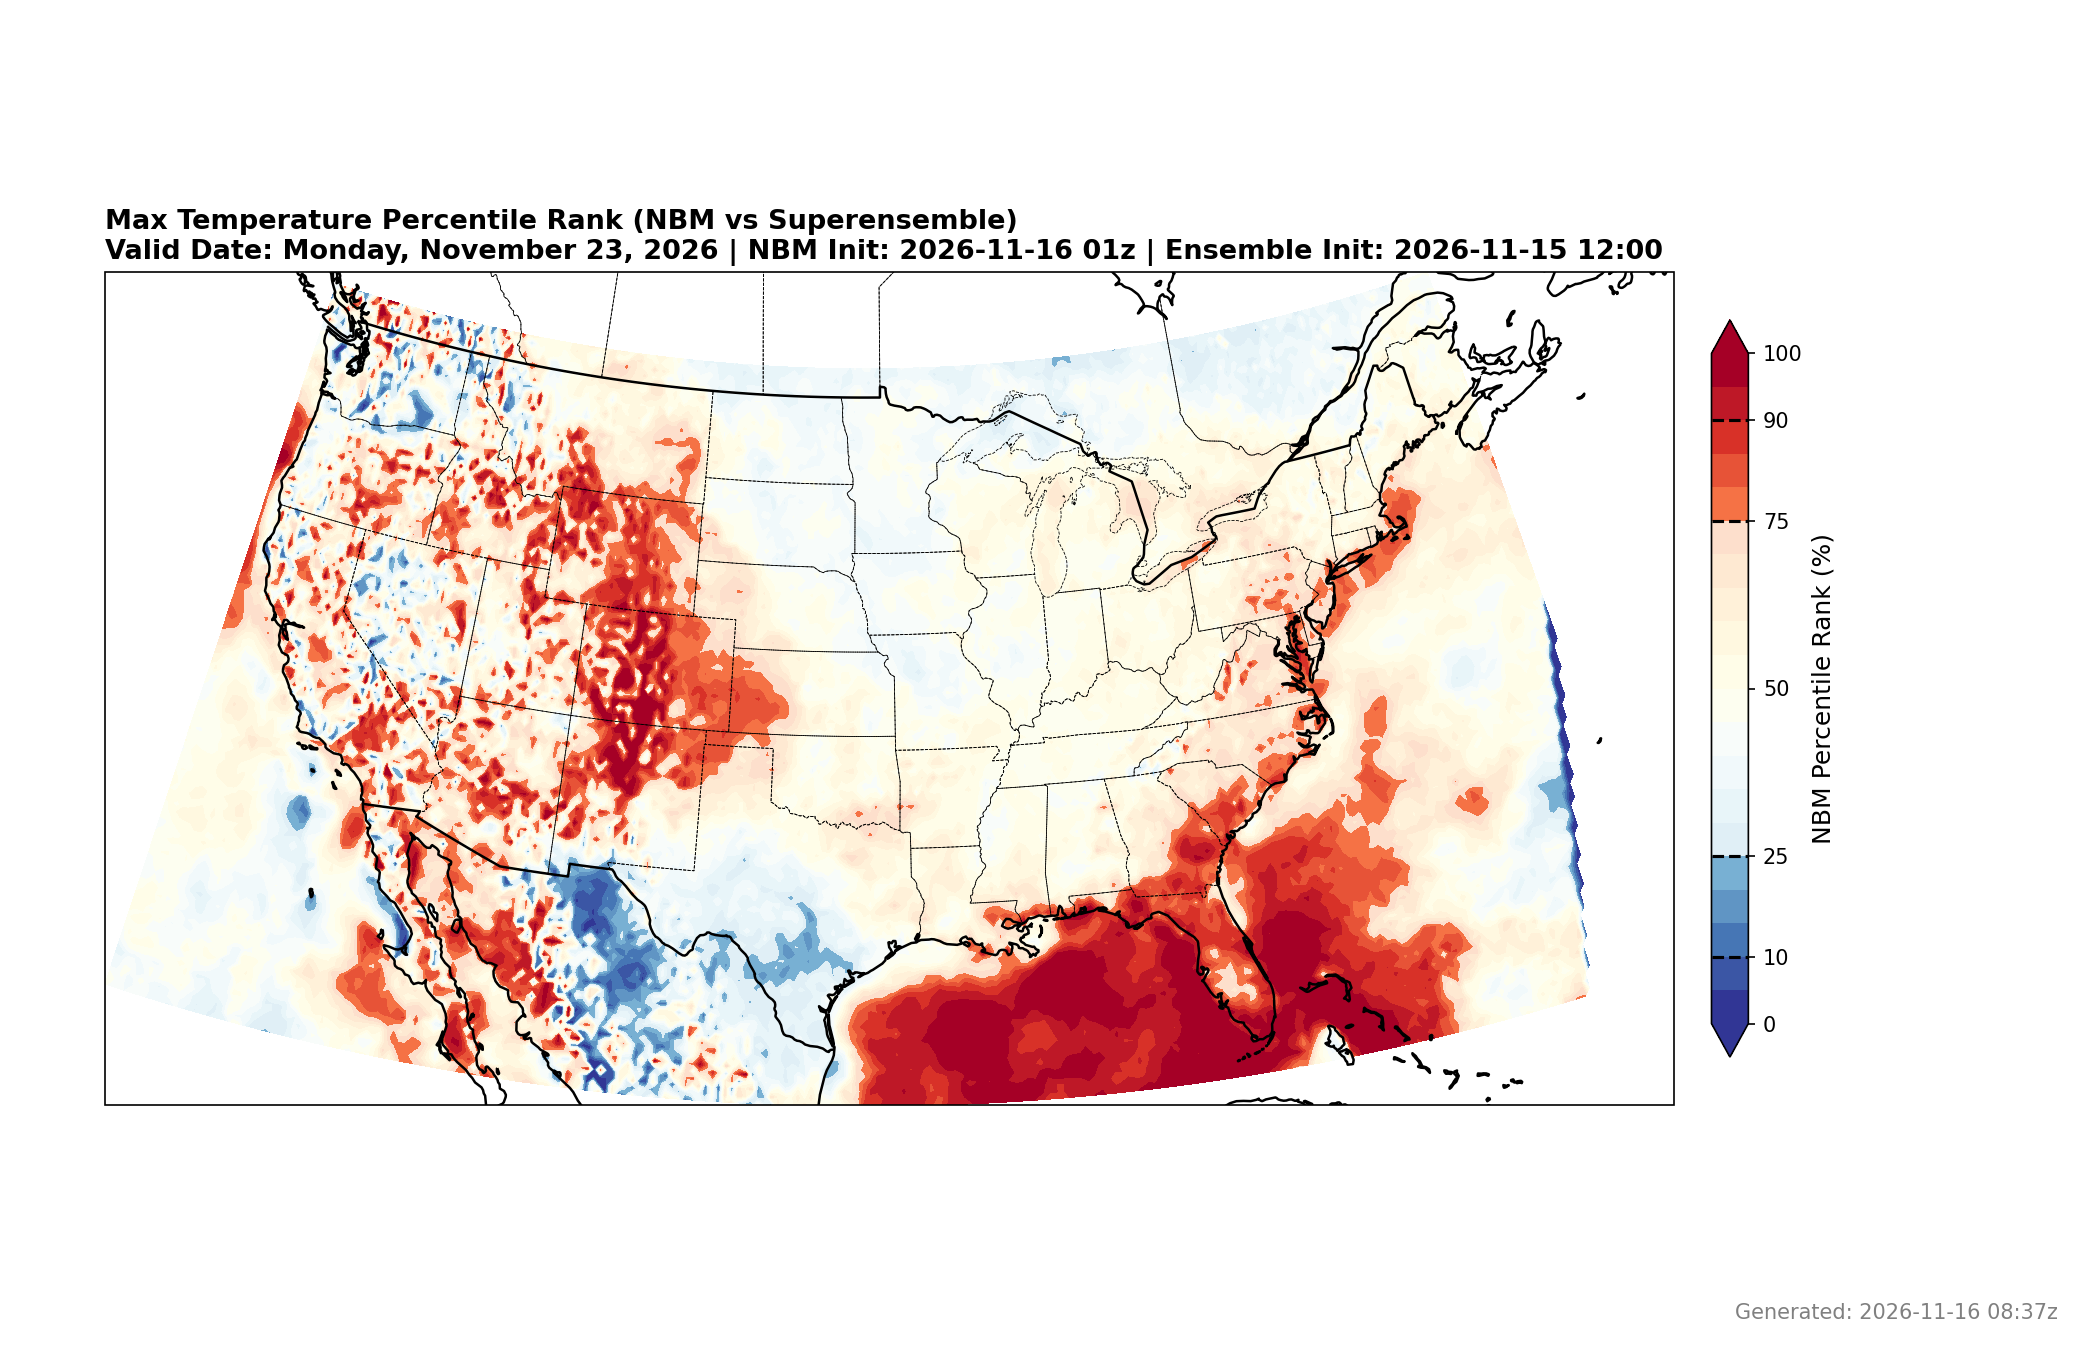 Max Temperature Percentile Rank (NBM vs Superensemble)
Valid Date: Monday, November 23, 2026 | NBM Init: 2026-11-16 01z | Ensemble Init: 2026-11-15 12:00
100
90
75
50
25
10
0
NBM Percentile Rank (%)
Generated: 2026-11-16 08:37z